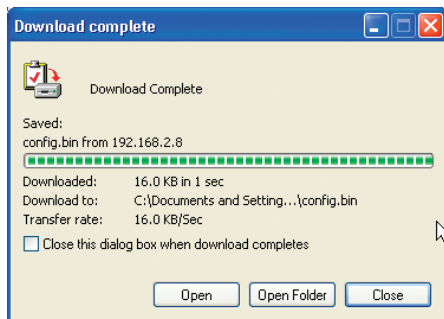 Download complete
Download Complete
Saved:
config.bin from 192.168.2.8
Downloaded: 16.0 KB in 1 sec
Download to: C:\Documents and Setting...\config.bin
Transfer rate: 16.0 KB/Sec
Close this dialog box when download completes
Open Open Folder Close